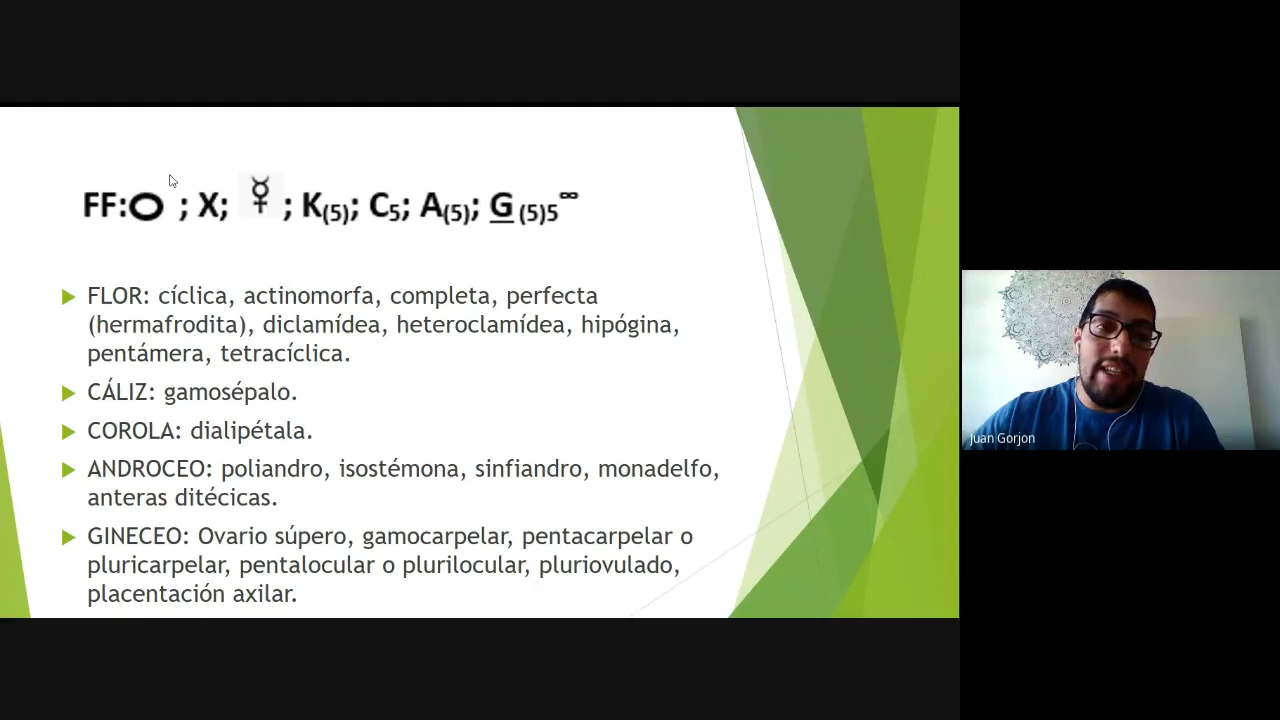 FF:O ; X; ☿ ; K(5); C5; A(5); G (5)5∞
FLOR: cíclica, actinomorfa, completa, perfecta
(hermafrodita), diclamídea, heteroclamídea, hipógina,
pentámera, tetracíclica.
CÁLIZ: gamosépalo.
COROLA: dialipétala.
ANDROCEO: poliandro, isostémona, sinfiandro, monadelfo,
anteras ditécicas.
GINECEO: Ovario súpero, gamocarpelar, pentacarpelar o
pluricarpelar, pentalocular o plurilocular, pluriovulado,
placentación axilar.
Juan Gorjon